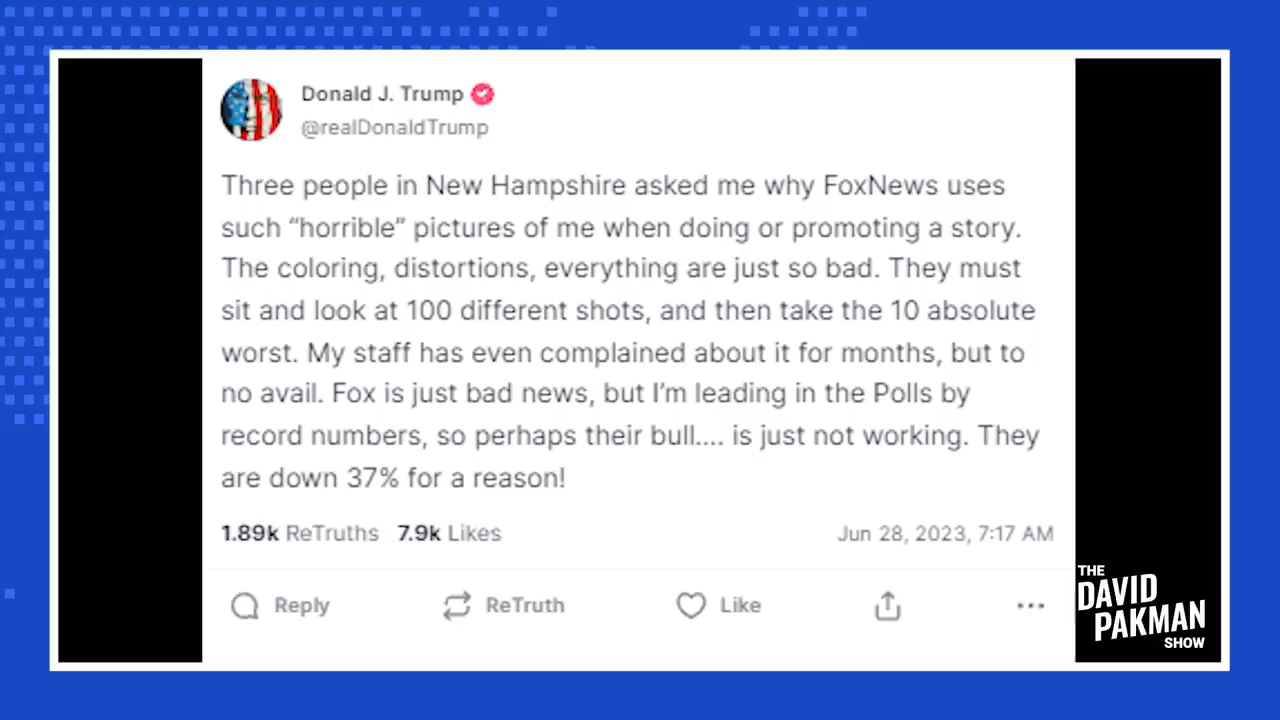 Donald J. Trump
@realDonaldTrump
Three people in New Hampshire asked me why FoxNews uses
such “horrible” pictures of me when doing or promoting a story.
The coloring, distortions, everything are just so bad. They must
sit and look at 100 different shots, and then take the 10 absolute
worst. My staff has even complained about it for months, but to
no avail. Fox is just bad news, but I’m leading in the Polls by
record numbers, so perhaps their bull.... is just not working. They
are down 37% for a reason!
1.89k ReTruths 7.9k Likes Jun 28, 2023, 7:17 AM
Reply ReTruth Like
THE
DAVID
PAKMAN
SHOW